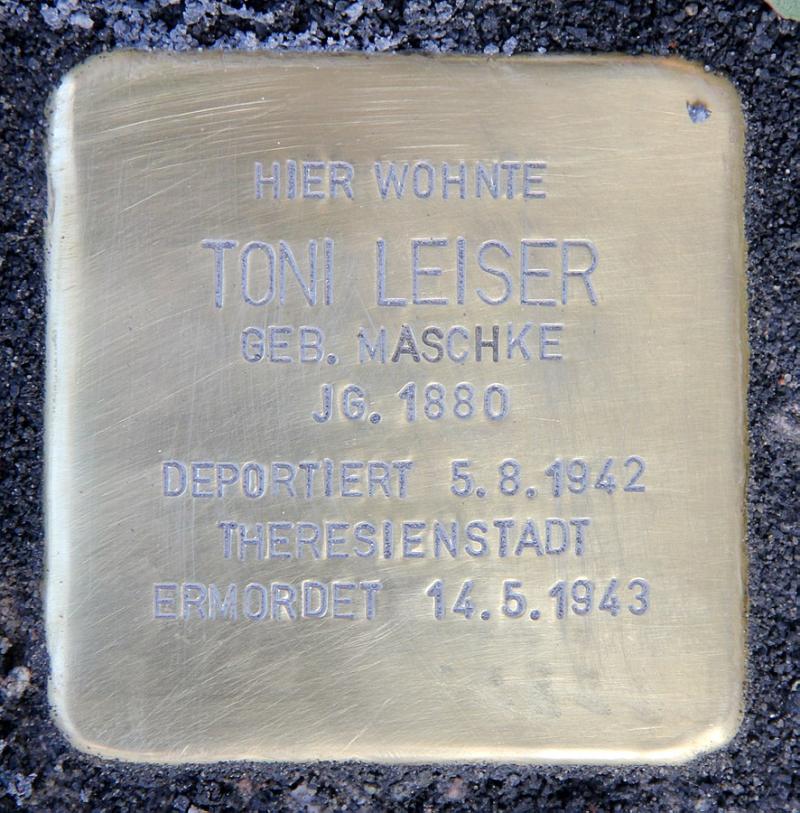 HIER WOHNTE
TONI LEISER
GEB. MASCHKE
JG. 1880
DEPORTIERT 5.8.1942
THERESIENSTADT
ERMORDET 14.5.1943